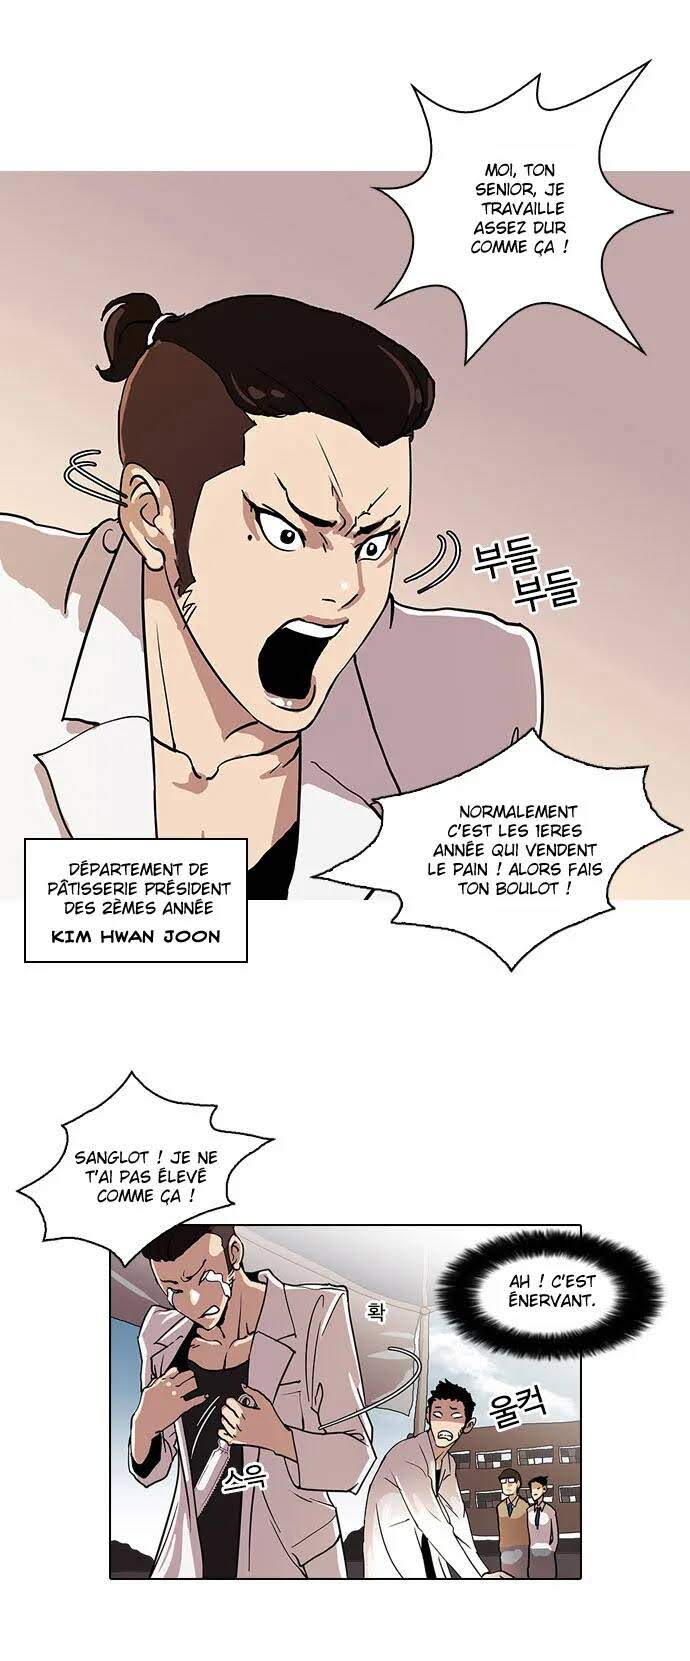 MOI, TON
SENIOR, JE
TRAVAILLE
ASSEZ DUR
COMME ÇA !
부들
부들
NORMALEMENT
C'EST LES 1ERES
ANNÉE QUI VENDENT
LE PAIN ! ALORS FAIS
TON BOULOT !
DÉPARTEMENT DE
PÂTISSERIE PRÉSIDENT
DES 2ÈMES ANNÉE
KIM HWAN JOON
SANGLOT ! JE NE
T'AI PAS ÉLEVÉ
COMME ÇA !
AH ! C'EST
ÉNERVANT.
확
울컥
스윽